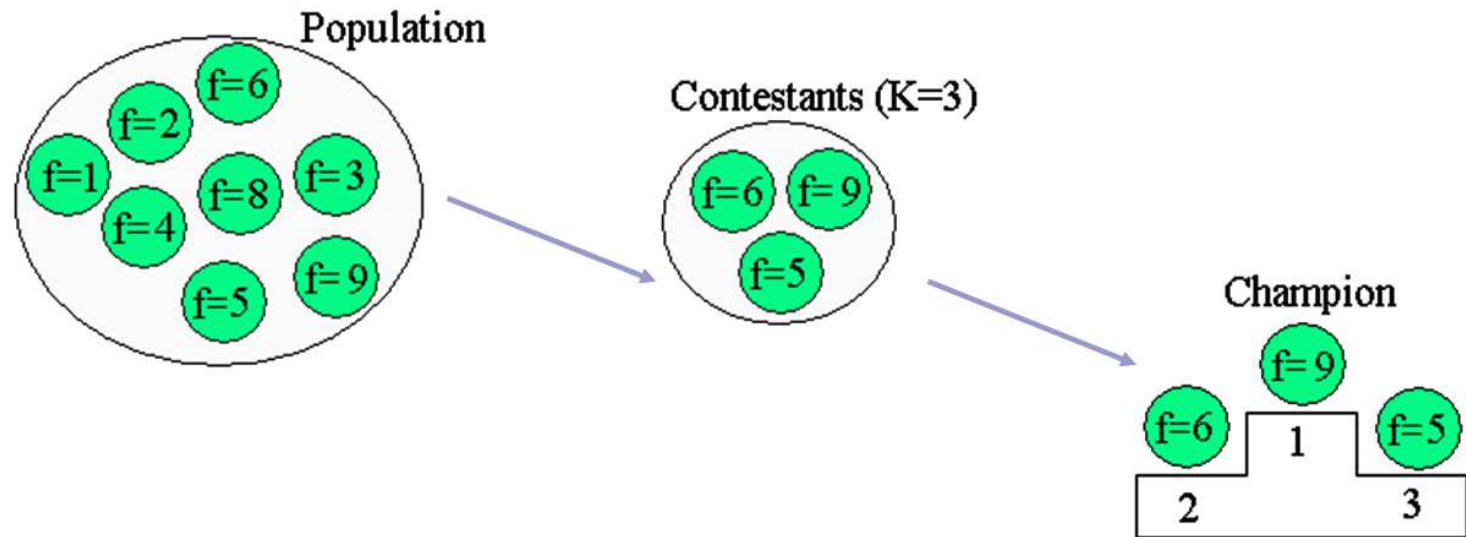 Population
f=6
f=2
f=1
f=8
f=3
f=4
f=5
f=9
Contestants (K=3)
f=6
f=9
f=5
Champion
f=9
f=6
f=5
1
2
3